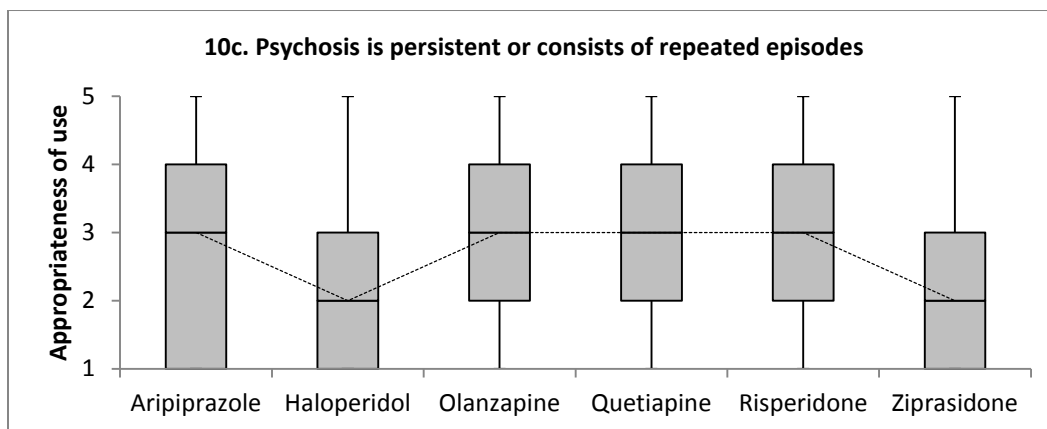 10c. Psychosis is persistent or consists of repeated episodes
Appropriateness of use
5
4
3
2
1
Aripiprazole Haloperidol Olanzapine Quetiapine Risperidone Ziprasidone